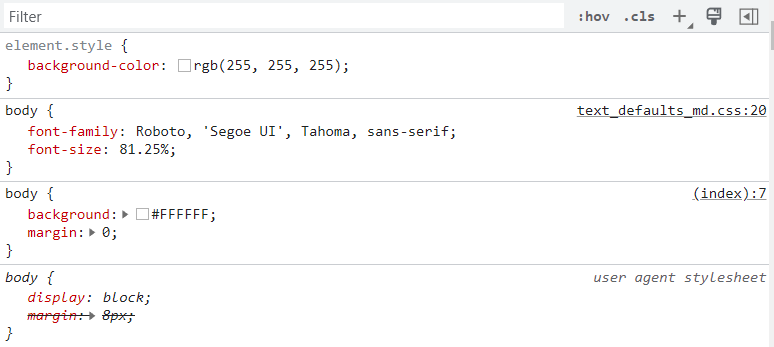 Filter :hov .cls
element.style {
background-color: rgb(255, 255, 255);
}
body { text_defaults_md.css:20
font-family: Roboto, 'Segoe UI', Tahoma, sans-serif;
font-size: 81.25%;
}
body { (index):7
background: #FFFFFF;
margin: 0;
}
body { user agent stylesheet
display: block;
margin: 8px;
}